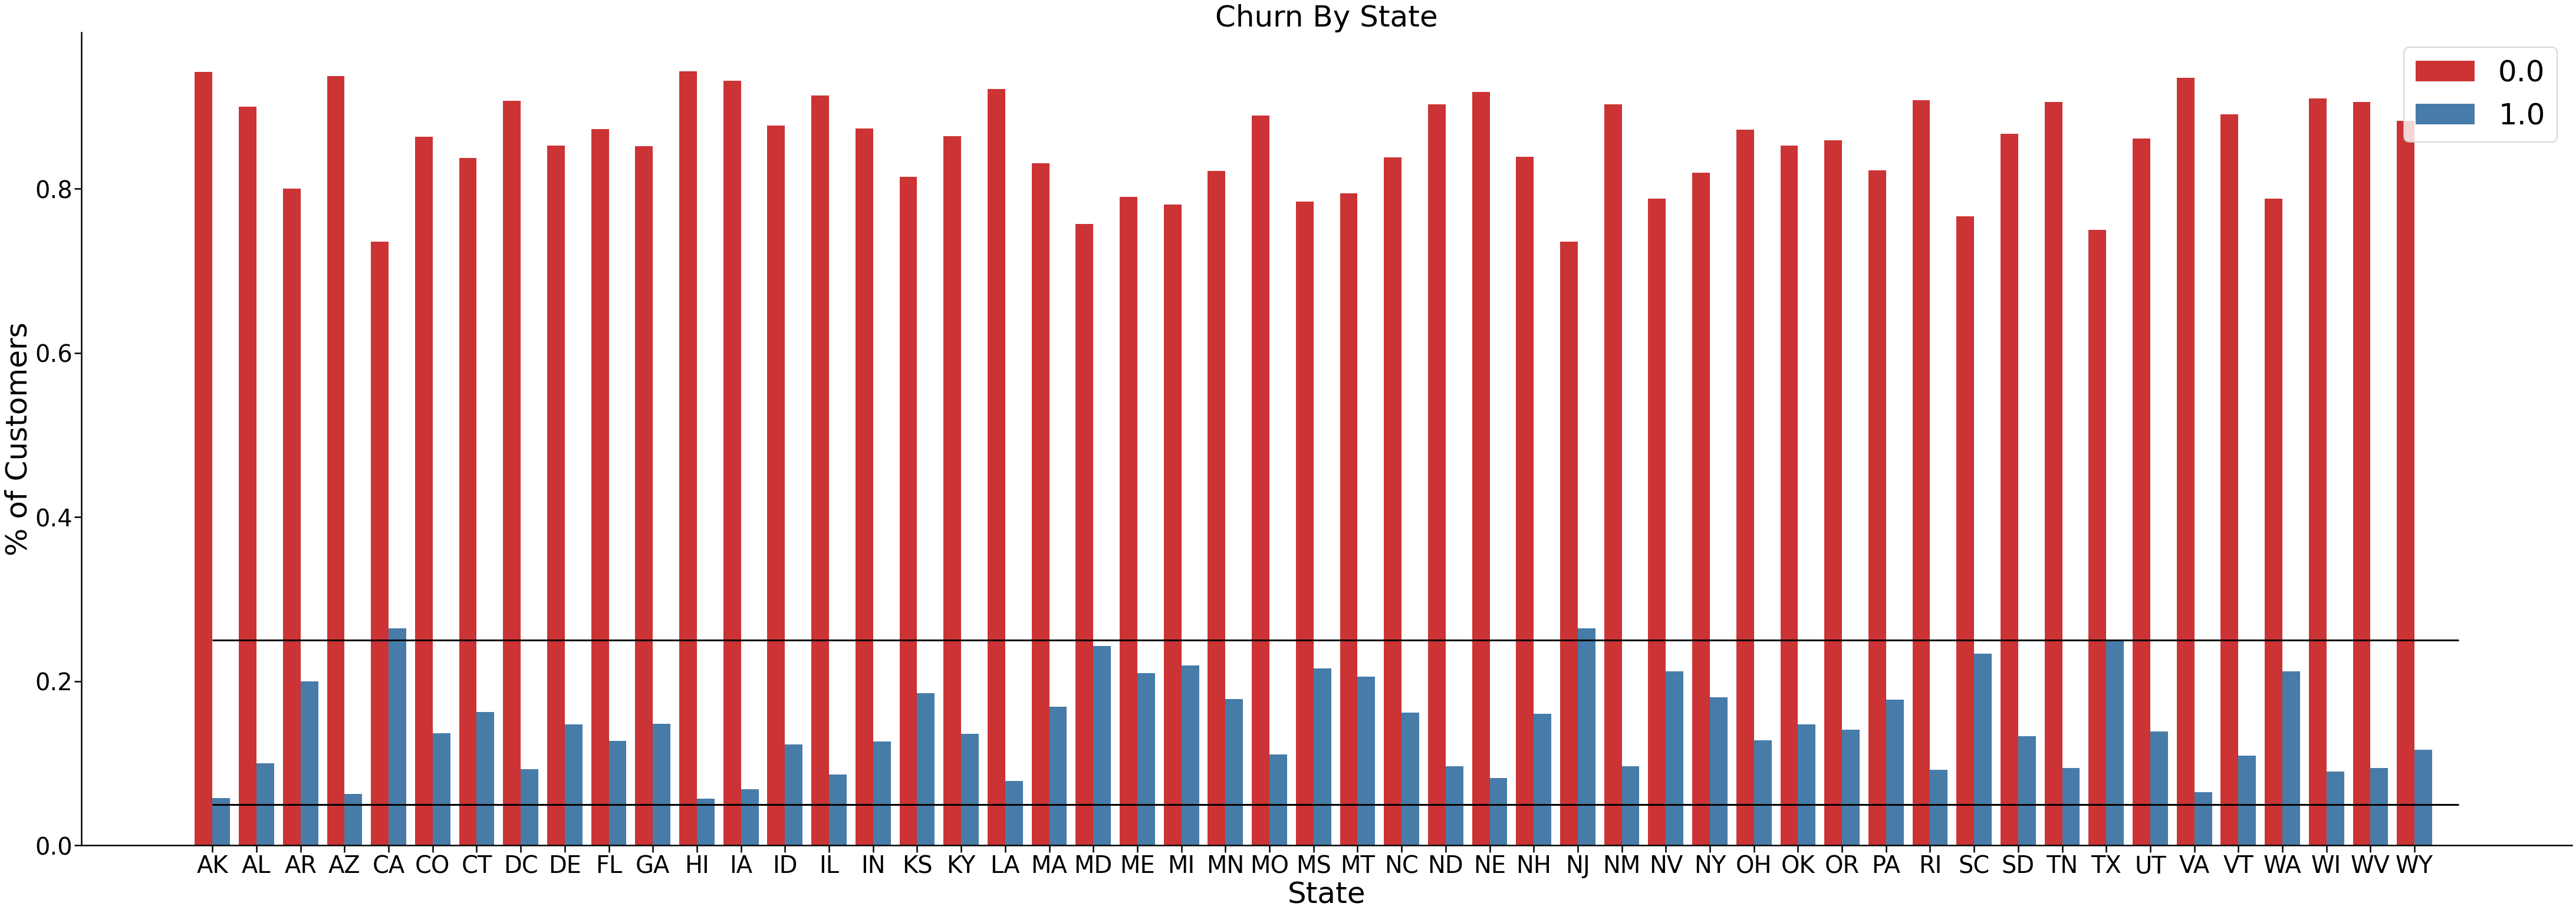 Churn By State
0.0
1.0
% of Customers
0.8
0.6
0.4
0.2
0.0
AK AL AR AZ CA CO CT DC DE FL GA HI IA ID IL IN KS KY LA MA MD ME MI MN MO MS MT NC ND NE NH NJ NM NV NY OH OK OR PA RI SC SD TN TX UT VA VT WA WI WV WY
State